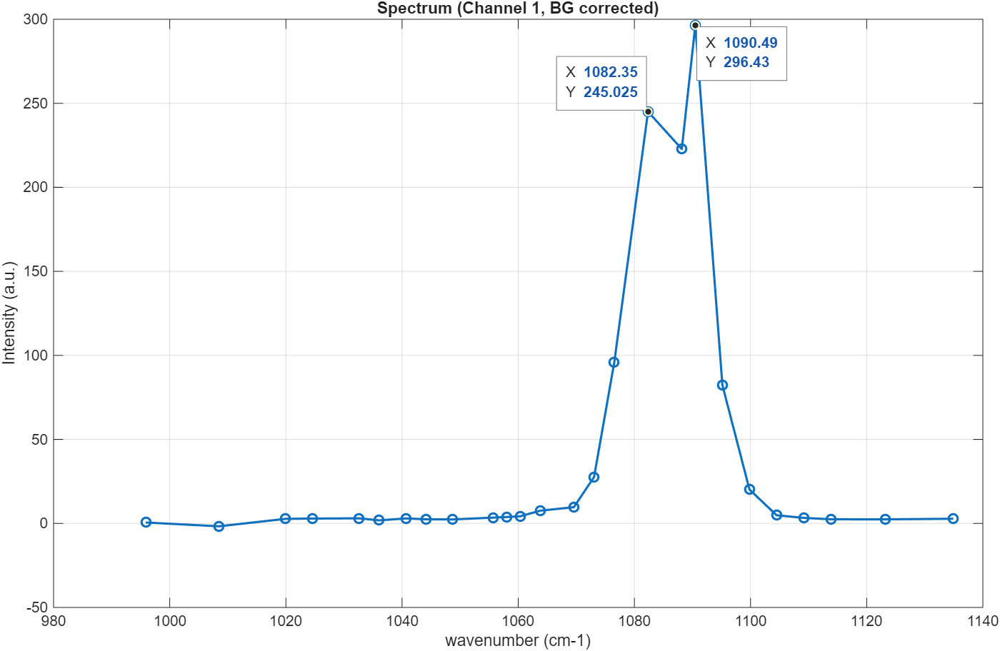 Spectrum (Channel 1, BG corrected)
300
250
200
150
100
50
0
-50
Intensity (a.u.)
X 1082.35
Y 245.025
X 1090.49
Y 296.43
980 1000 1020 1040 1060 1080 1100 1120 1140
wavenumber (cm-1)